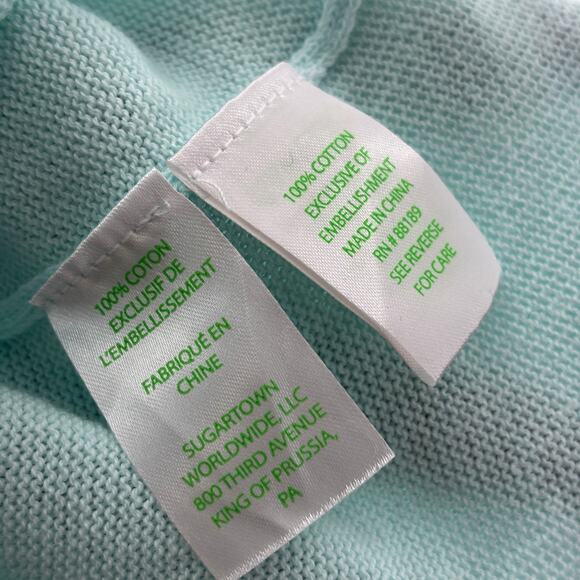 100% COTON
EXCLUSIF DE
L'EMBELLISSEMENT
FABRIQUÉ EN
CHINE
SUGARTOWN
WORLDWIDE, LLC
800 THIRD AVENUE
KING OF PRUSSIA,
PA
100% COTTON
EXCLUSIVE OF
EMBELLISHMENT
MADE IN CHINA
RN # 88189
SEE REVERSE
FOR CARE